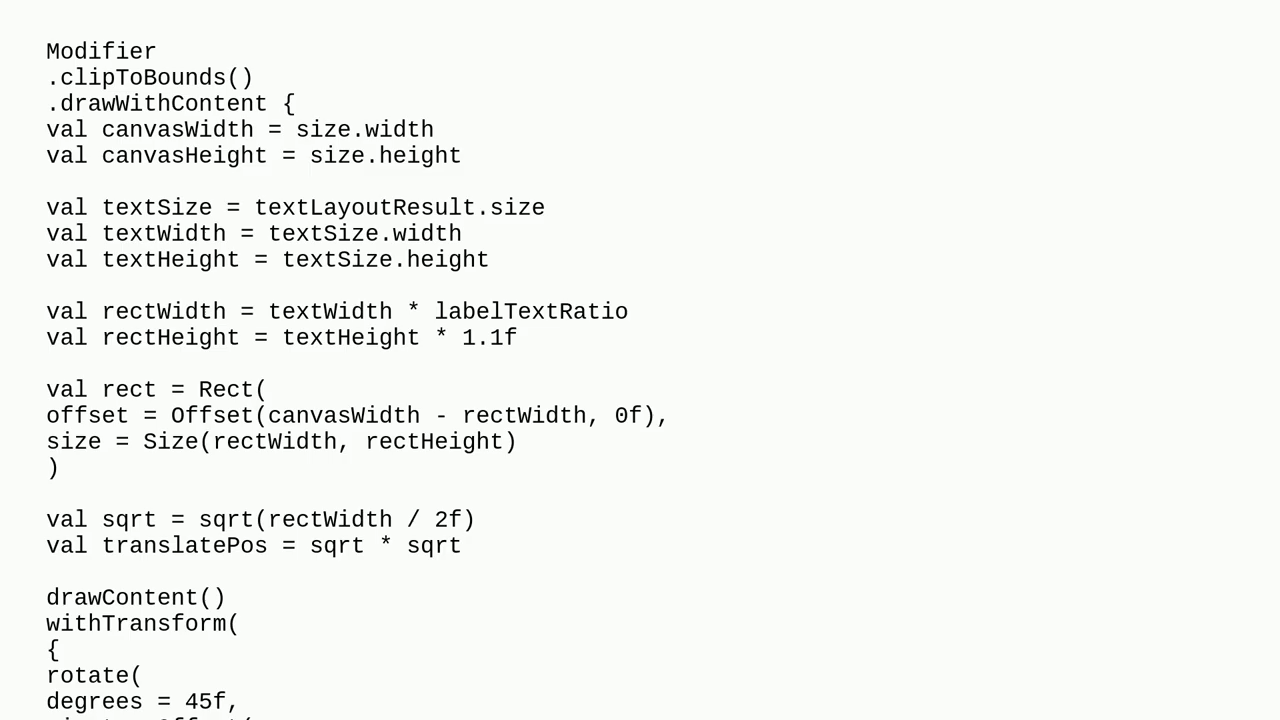 Modifier
.clipToBounds()
.drawWithContent {
val canvasWidth = size.width
val canvasHeight = size.height
val textSize = textLayoutResult.size
val textWidth = textSize.width
val textHeight = textSize.height
val rectWidth = textWidth * labelTextRatio
val rectHeight = textHeight * 1.1f
val rect = Rect(
offset = Offset(canvasWidth - rectWidth, 0f),
size = Size(rectWidth, rectHeight)
)
val sqrt = sqrt(rectWidth / 2f)
val translatePos = sqrt * sqrt
drawContent()
withTransform(
{
rotate(
degrees = 45f,